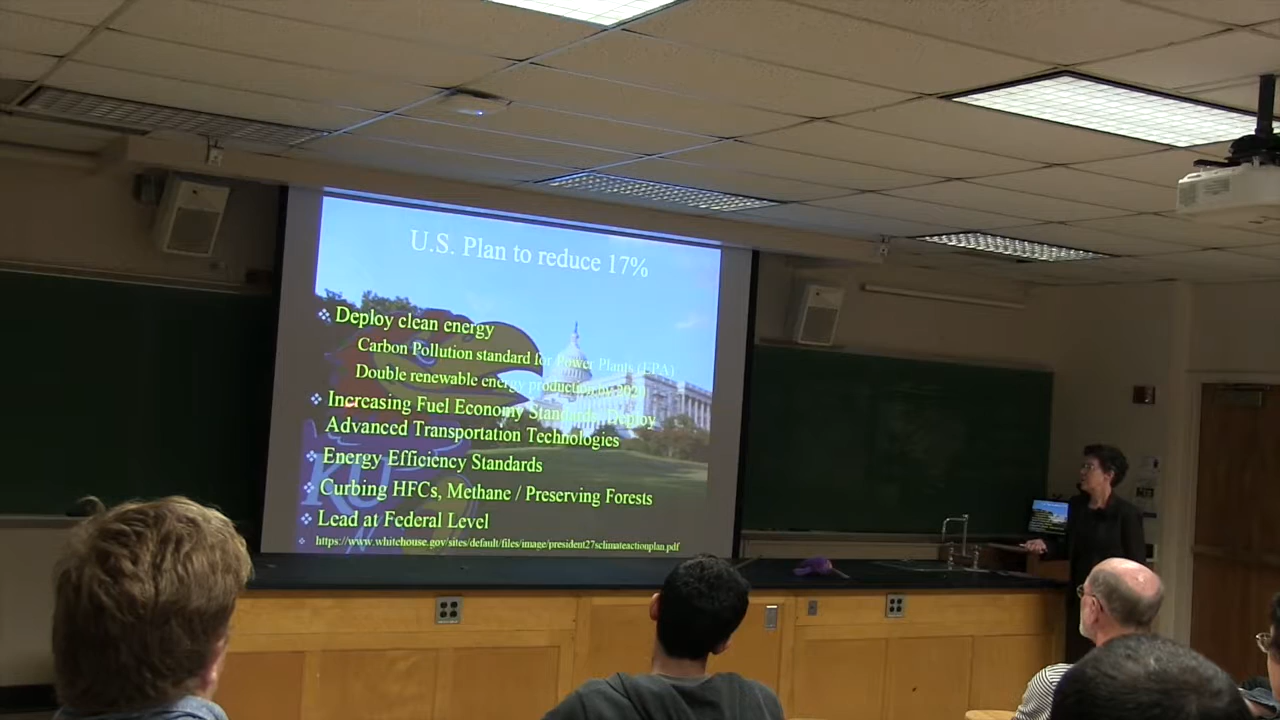 U.S. Plan to reduce 17%
Deploy clean energy
Carbon Pollution standard for Power Plants (EPA)
Double renewable energy production by
Increasing Fuel Economy Standards, Deploy
Advanced Transportation Technologies
Energy Efficiency Standards
KU
Curbing HFCs, Methane / Preserving Forests
Lead at Federal Level
https://www.whitehouse.gov/sites/default/files/image/president27sclimateactionplan.pdf